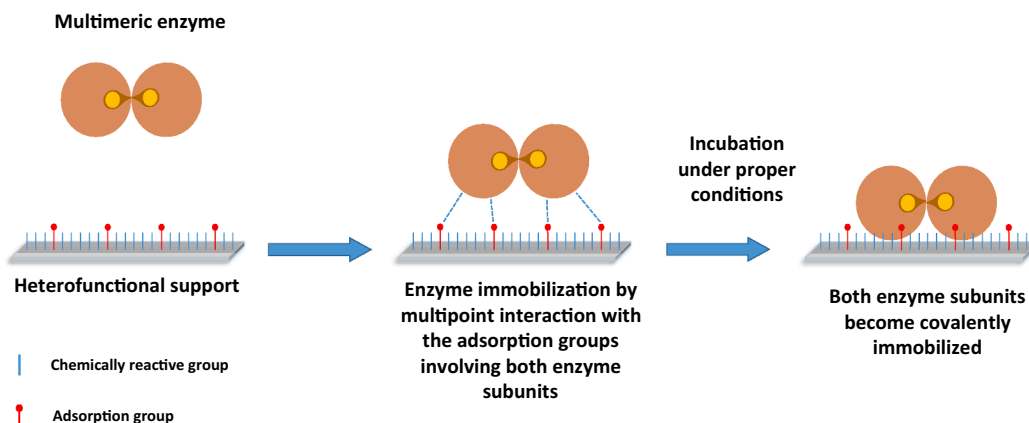 Multimeric enzyme
Heterofunctional support
Chemically reactive group
Adsorption group
Enzyme immobilization by
multipoint interaction with
the adsorption groups
involving both enzyme
subunits
Incubation
under proper
conditions
Both enzyme subunits
become covalently
immobilized